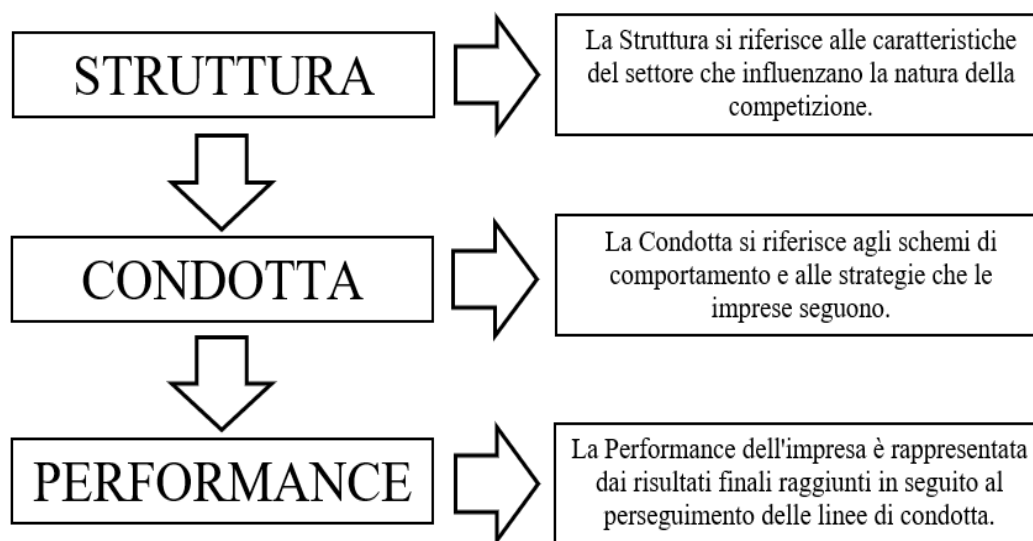 STRUTTURA
La Struttura si riferisce alle caratteristiche
del settore che influenzano la natura della
competizione.
CONDOTTA
La Condotta si riferisce agli schemi di
comportamento e alle strategie che le
imprese seguono.
PERFORMANCE
La Performance dell'impresa è rappresentata
dai risultati finali raggiunti in seguito al
perseguimento delle linee di condotta.